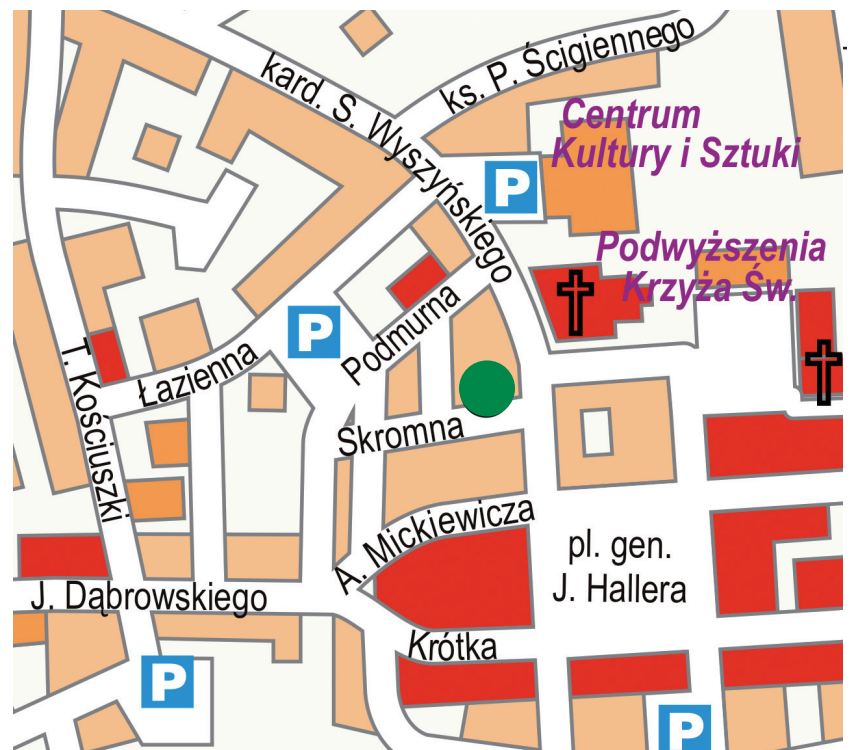 ks. P. Ścigiennego
kard. S. Wyszyńskiego
Centrum
Kultury i Sztuki
P
Podwyższenia
Krzyża Św.
P
Podmurna
T. Kościuszki
Łazienna
Skromna
A. Mickiewicza
pl. gen.
J. Hallera
J. Dąbrowskiego
Krótka
P
P